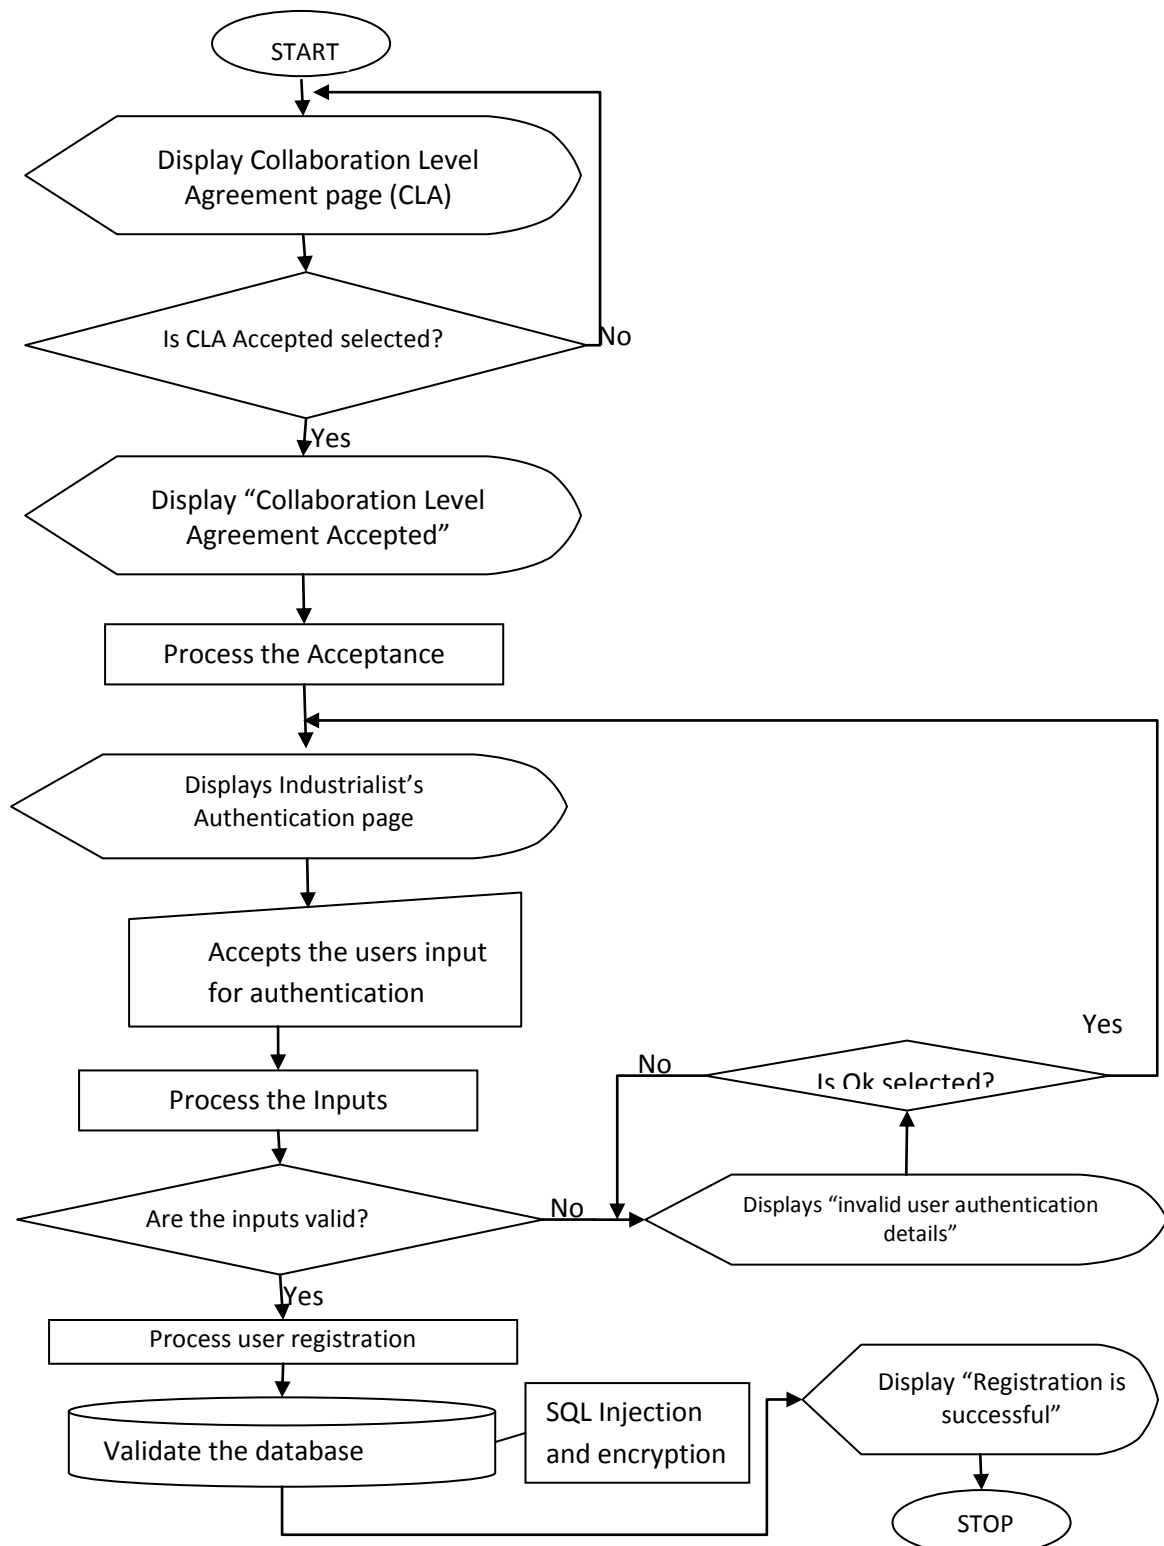 START
Display Collaboration Level
Agreement page (CLA)
Is CLA Accepted selected?
No
Yes
Display “Collaboration Level
Agreement Accepted”
Process the Acceptance
Displays Industrialist’s
Authentication page
Accepts the users input
for authentication
Yes
No
Is Ok selected?
Process the Inputs
Are the inputs valid?
No
Displays “invalid user authentication
details”
Yes
Process user registration
Validate the database
SQL Injection
and encryption
Display “Registration is
successful”
STOP